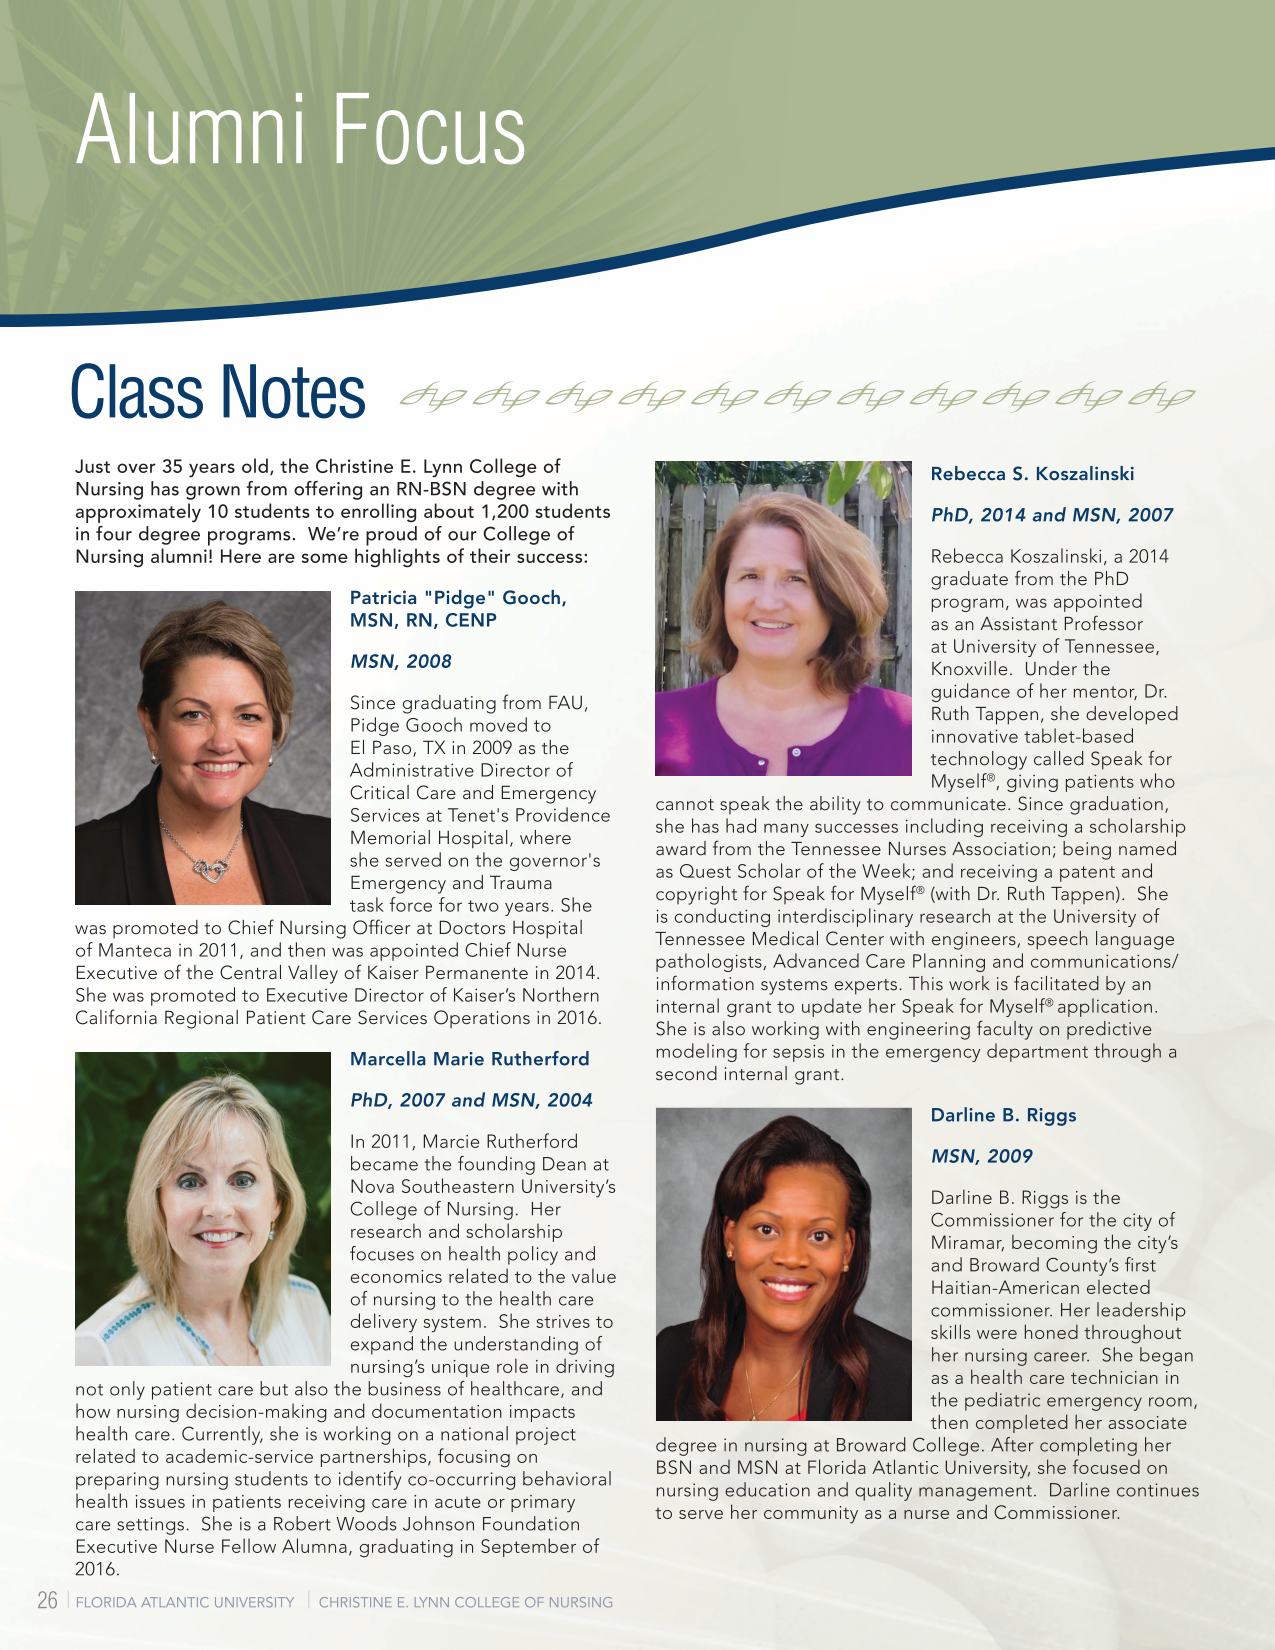 Alumni Focus
Class Notes
Just over 35 years old, the Christine E. Lynn College of
Nursing has grown from offering an RN-BSN degree with
approximately 10 students to enrolling about 1,200 students
in four degree programs.  We’re proud of our College of
Nursing alumni! Here are some highlights of their success:
Patricia "Pidge" Gooch,
MSN, RN, CENP
MSN, 2008
Since graduating from FAU,
Pidge Gooch moved to
El Paso, TX in 2009 as the
Administrative Director of
Critical Care and Emergency
Services at Tenet's Providence
Memorial Hospital, where
she served on the governor's
Emergency and Trauma
task force for two years. She
was promoted to Chief Nursing Officer at Doctors Hospital
of Manteca in 2011, and then was appointed Chief Nurse
Executive of the Central Valley of Kaiser Permanente in 2014.
She was promoted to Executive Director of Kaiser’s Northern
California Regional Patient Care Services Operations in 2016.
Marcella Marie Rutherford
PhD, 2007 and MSN, 2004
In 2011, Marcie Rutherford
became the founding Dean at
Nova Southeastern University’s
College of Nursing.  Her
research and scholarship
focuses on health policy and
economics related to the value
of nursing to the health care
delivery system.  She strives to
expand the understanding of
nursing’s unique role in driving
not only patient care but also the business of healthcare, and
how nursing decision-making and documentation impacts
health care. Currently, she is working on a national project
related to academic-service partnerships, focusing on
preparing nursing students to identify co-occurring behavioral
health issues in patients receiving care in acute or primary
care settings.  She is a Robert Woods Johnson Foundation
Executive Nurse Fellow Alumna, graduating in September of
2016.
Rebecca S. Koszalinski
PhD, 2014 and MSN, 2007
Rebecca Koszalinski, a 2014
graduate from the PhD
program, was appointed
as an Assistant Professor
at University of Tennessee,
Knoxville.  Under the
guidance of her mentor, Dr.
Ruth Tappen, she developed
innovative tablet-based
technology called Speak for
Myself®, giving patients who
cannot speak the ability to communicate. Since graduation,
she has had many successes including receiving a scholarship
award from the Tennessee Nurses Association; being named
as Quest Scholar of the Week; and receiving a patent and
copyright for Speak for Myself® (with Dr. Ruth Tappen).  She
is conducting interdisciplinary research at the University of
Tennessee Medical Center with engineers, speech language
pathologists, Advanced Care Planning and communications/
information systems experts. This work is facilitated by an
internal grant to update her Speak for Myself® application.
She is also working with engineering faculty on predictive
modeling for sepsis in the emergency department through a
second internal grant.
Darline B. Riggs
MSN, 2009
Darline B. Riggs is the
Commissioner for the city of
Miramar, becoming the city’s
and Broward County’s first
Haitian-American elected
commissioner. Her leadership
skills were honed throughout
her nursing career.  She began
as a health care technician in
the pediatric emergency room,
then completed her associate
degree in nursing at Broward College. After completing her
BSN and MSN at Florida Atlantic University, she focused on
nursing education and quality management.  Darline continues
to serve her community as a nurse and Commissioner.
26 | FLORIDA ATLANTIC UNIVERSITY | CHRISTINE E. LYNN COLLEGE OF NURSING